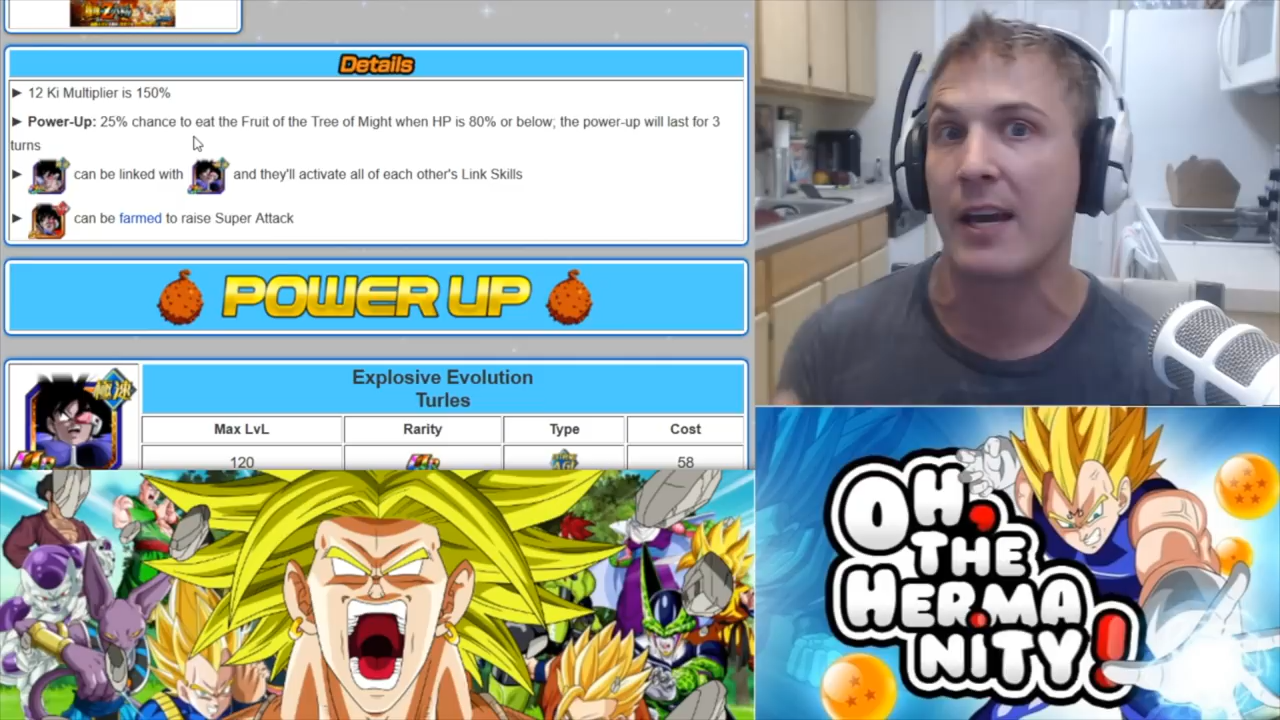 Details
► 12 Ki Multiplier is 150%
► Power-Up: 25% chance to eat the Fruit of the Tree of Might when HP is 80% or below; the power-up will last for 3
turns
► can be linked with and they'll activate all of each other's Link Skills
► can be farmed to raise Super Attack
POWER UP
Explosive Evolution
Turles
Max LvL Rarity Type Cost
120 58
OH,
THE
HERMA
NiTY!